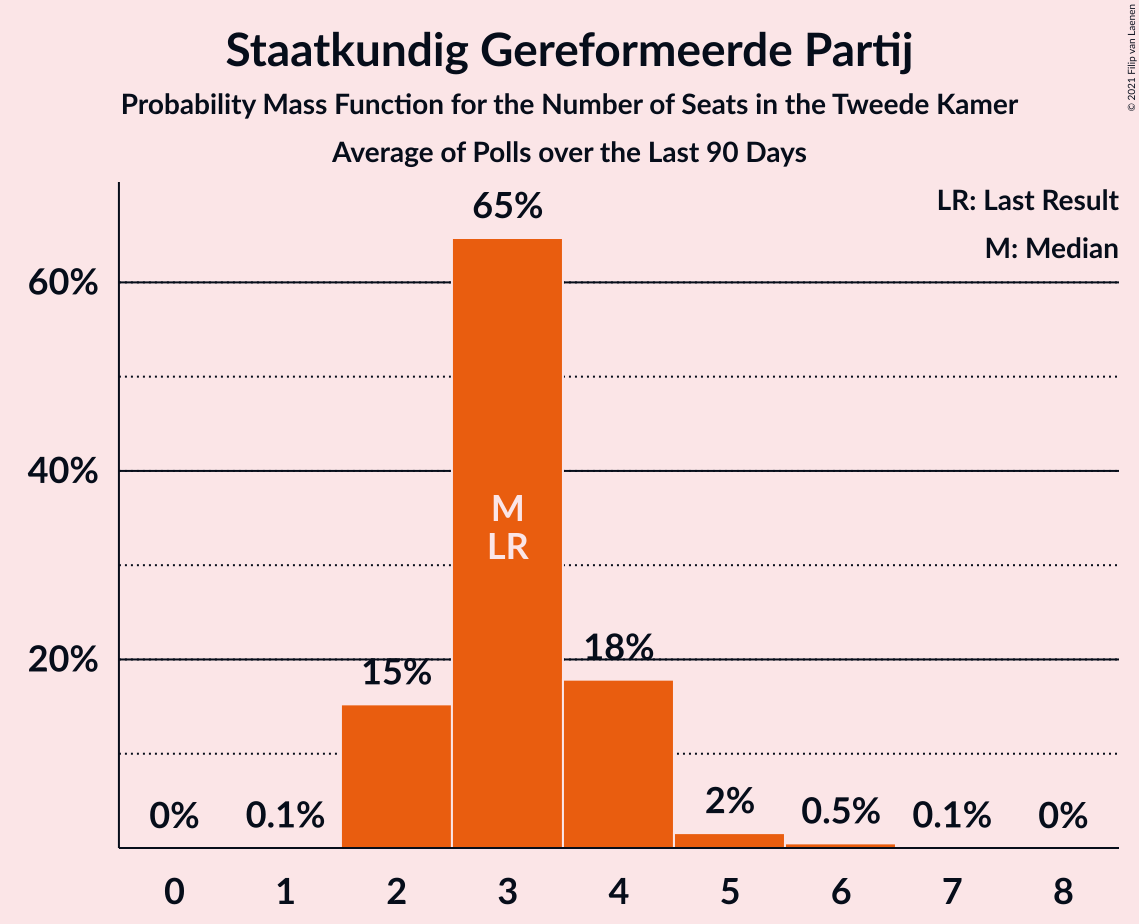 Staatkundig Gereformeerde Partij
Probability Mass Function for the Number of Seats in the Tweede Kamer
Average of Polls over the Last 90 Days
© 2021 Filip van Laenen
LR: Last Result
M: Median
65%
60%
40%
M
LR
18%
20%
15%
0%
0.1%
2%
0.5%
0.1%
0%
0 1 2 3 4 5 6 7 8